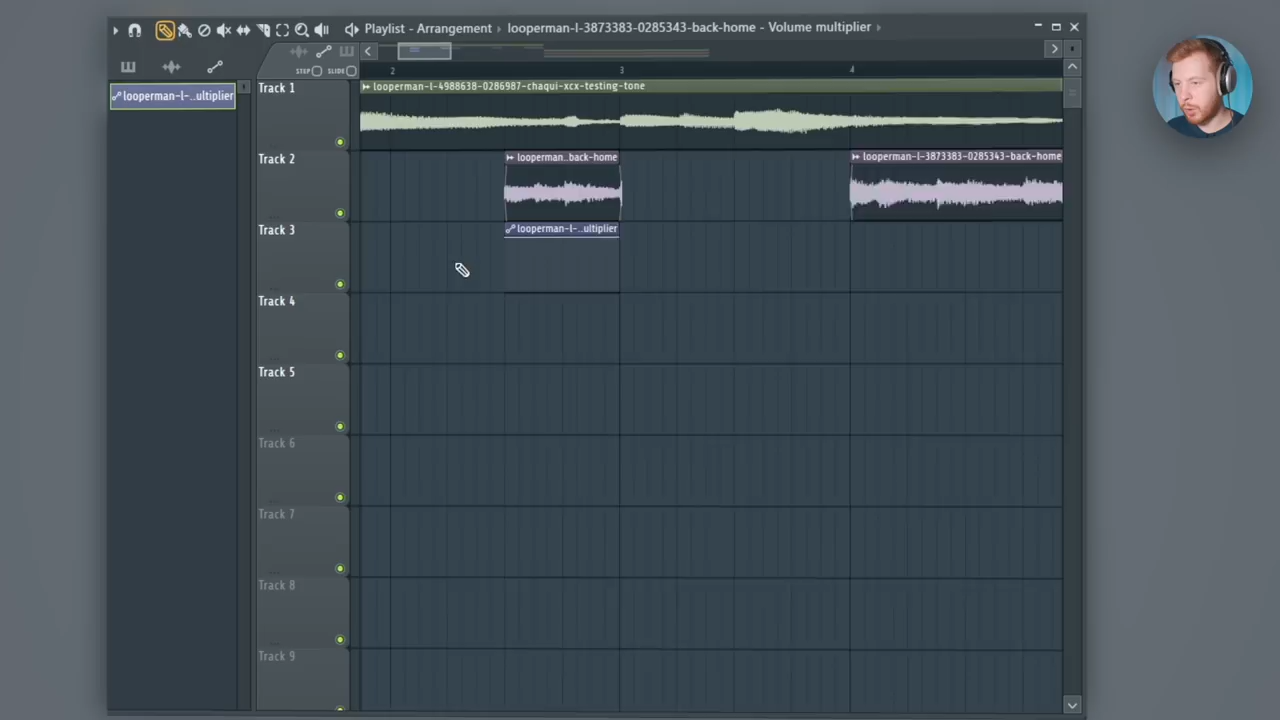 Playlist - Arrangement › looperman-l-3873383-0285343-back-home - Volume multiplier ›
STEP SLIDE
2 3 4
looperman-l-..ultiplier
Track 1
looperman-l-4988638-0286987-chaqui-xcx-testing-tone
Track 2
looperman..back-home
looperman-l-3873383-0285343-back-home
Track 3
looperman-l-..ultiplier
Track 4
Track 5
Track 6
Track 7
Track 8
Track 9